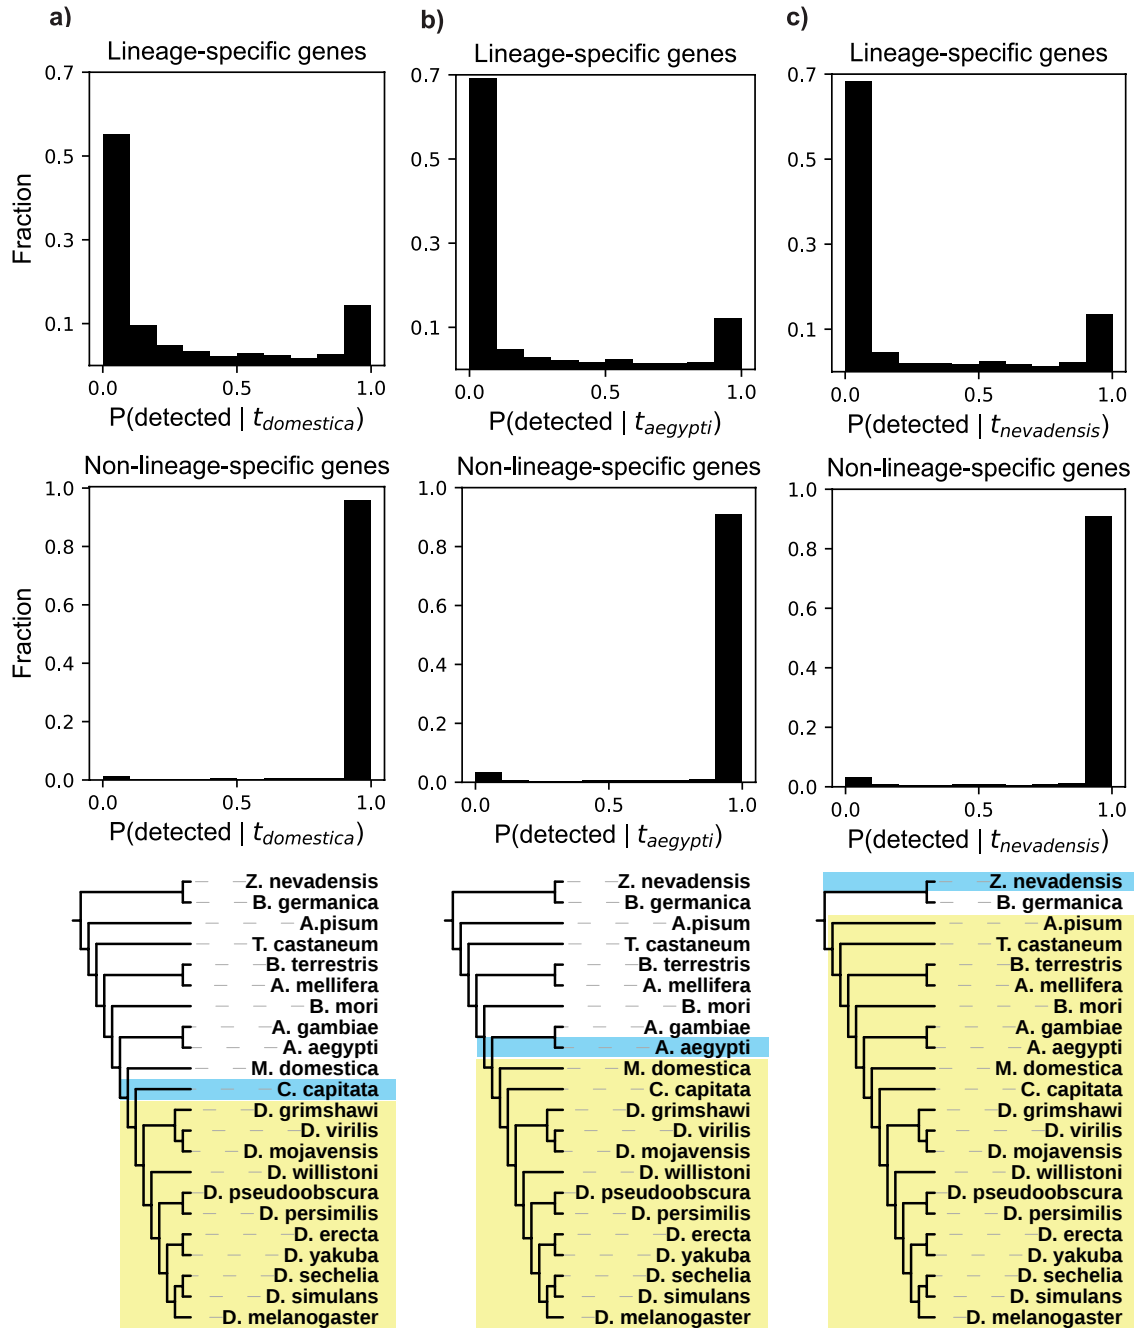 a)
b)
c)
Lineage-specific genes
Lineage-specific genes
Lineage-specific genes
0.7
0.5
0.3
0.1
0.0
0.5
1.0
Fraction
P(detected | t_domestica)
0.7
0.5
0.3
0.1
0.0
0.5
1.0
P(detected | t_aegypti)
0.7
0.5
0.3
0.1
0.0
0.5
1.0
P(detected | t_nevadensis)
Non-lineage-specific genes
Non-lineage-specific genes
Non-lineage-specific genes
1.0
0.8
0.6
0.4
0.2
0.0
0.0
0.5
1.0
Fraction
P(detected | t_domestica)
1.0
0.8
0.6
0.4
0.2
0.0
0.0
0.5
1.0
P(detected | t_aegypti)
1.0
0.8
0.6
0.4
0.2
0.0
0.0
0.5
1.0
P(detected | t_nevadensis)
Z. nevadensis
B. germanica
A.pisum
T. castaneum
B. terrestris
A. mellifera
B. mori
A. gambiae
A. aegypti
M. domestica
C. capitata
D. grimshawi
D. virilis
D. mojavensis
D. willistoni
D. pseudoobscura
D. persimilis
D. erecta
D. yakuba
D. sechelia
D. simulans
D. melanogaster
Z. nevadensis
B. germanica
A.pisum
T. castaneum
B. terrestris
A. mellifera
B. mori
A. gambiae
A. aegypti
M. domestica
C. capitata
D. grimshawi
D. virilis
D. mojavensis
D. willistoni
D. pseudoobscura
D. persimilis
D. erecta
D. yakuba
D. sechelia
D. simulans
D. melanogaster
Z. nevadensis
B. germanica
A.pisum
T. castaneum
B. terrestris
A. mellifera
B. mori
A. gambiae
A. aegypti
M. domestica
C. capitata
D. grimshawi
D. virilis
D. mojavensis
D. willistoni
D. pseudoobscura
D. persimilis
D. erecta
D. yakuba
D. sechelia
D. simulans
D. melanogaster